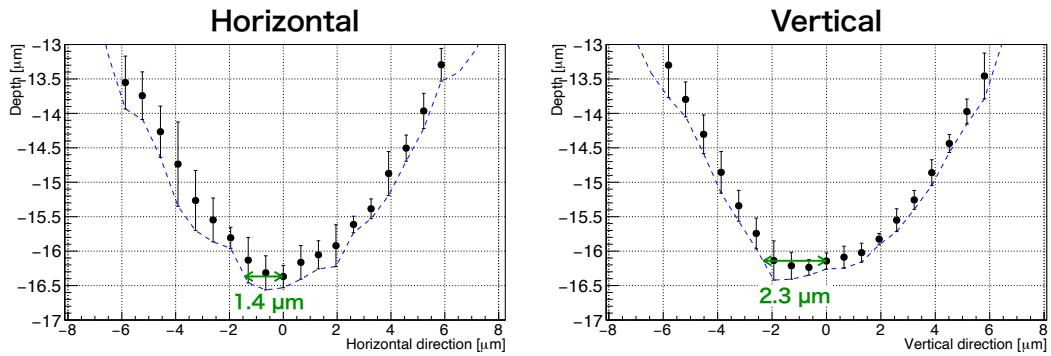 Horizontal
Depth [μm]
−13
−13.5
−14
−14.5
−15
−15.5
−16
−16.5
−17
1.4 μm
−8 −6 −4 −2 0 2 4 6 8
Horizontal direction [μm]
Vertical
Depth [μm]
−13
−13.5
−14
−14.5
−15
−15.5
−16
−16.5
−17
2.3 μm
−8 −6 −4 −2 0 2 4 6 8
Vertical direction [μm]